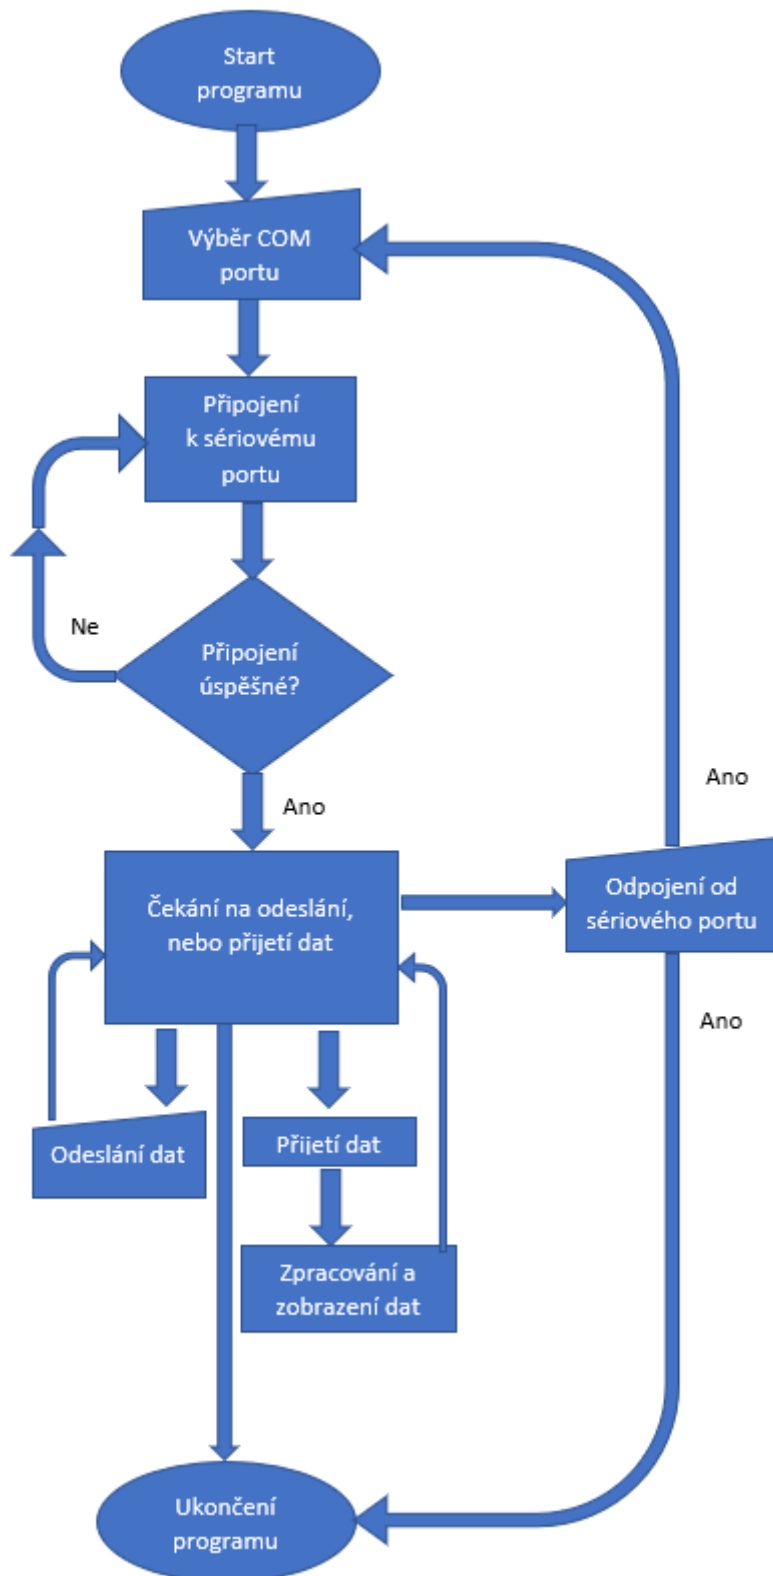 Start
programu
Výběr COM
portu
Připojení
k sériovému
portu
Ne
Připojení
úspěšné?
Ano
Ano
Čekání na odeslání,
nebo přijetí dat
Odpojení od
sériového portu
Ano
Odeslání dat
Přijetí dat
Zpracování a
zobrazení dat
Ukončení
programu